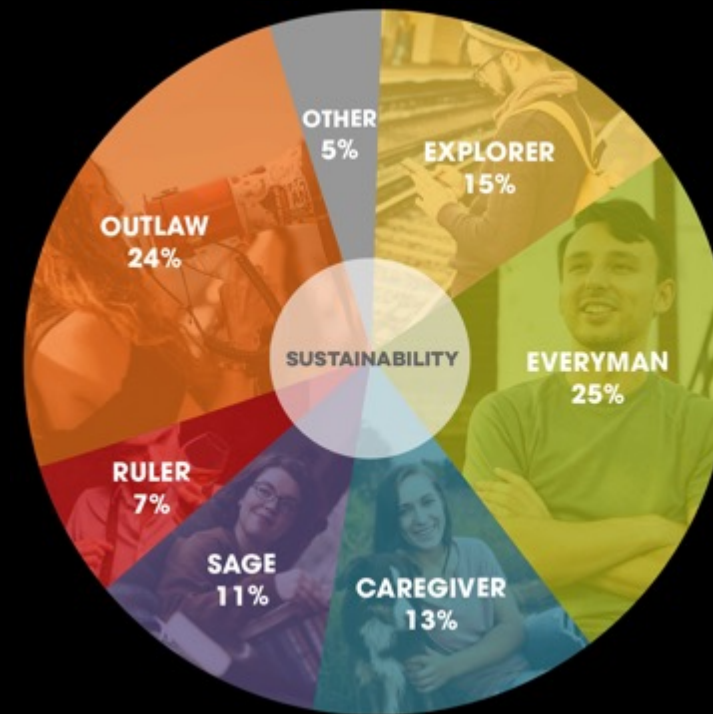 OTHER
5%
EXPLORER
15%
OUTLAW
24%
SUSTAINABILITY
EVERYMAN
25%
RULER
7%
SAGE
11%
CAREGIVER
13%